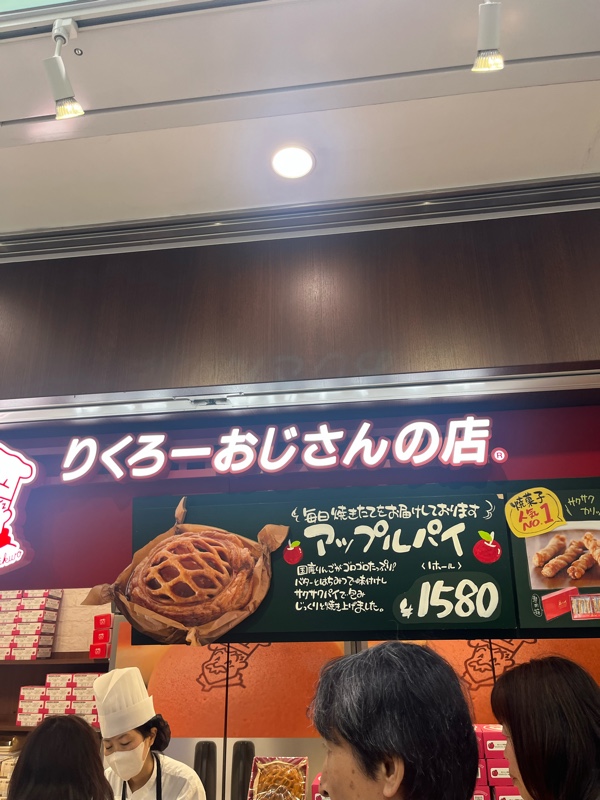 りくろーおじさんの店®
毎日焼きたてをお届けしております
アップルパイ
国産りんごがゴロゴロたっぷり!
バターとはちみつで味付けし
サクサクパイで包み
じっくりと焼き上げました。
〈1ホール〉
¥1580
焼菓子
人気
NO.1
サクサク